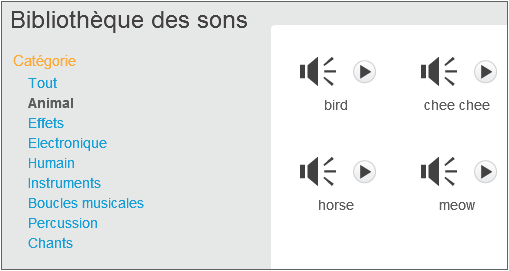 Bibliothèque des sons
Catégorie
Tout
Animal
Effets
Electronique
Humain
Instruments
Boucles musicales
Percussion
Chants
bird
chee chee
horse
meow